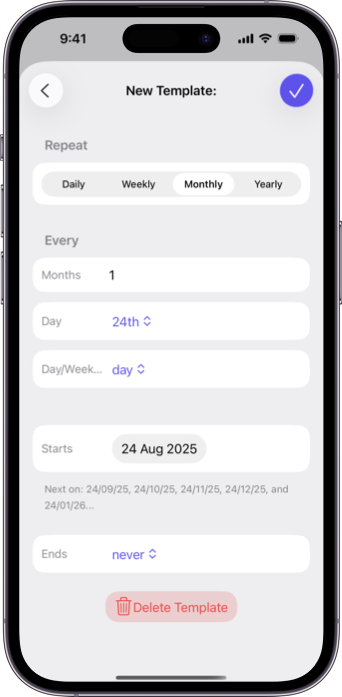 9:41
New Template:
Repeat
Daily Weekly Monthly Yearly
Every
Months 1
Day 24th
Day/Week... day
Starts 24 Aug 2025
Next on: 24/09/25, 24/10/25, 24/11/25, 24/12/25, and
24/01/26...
Ends never
Delete Template